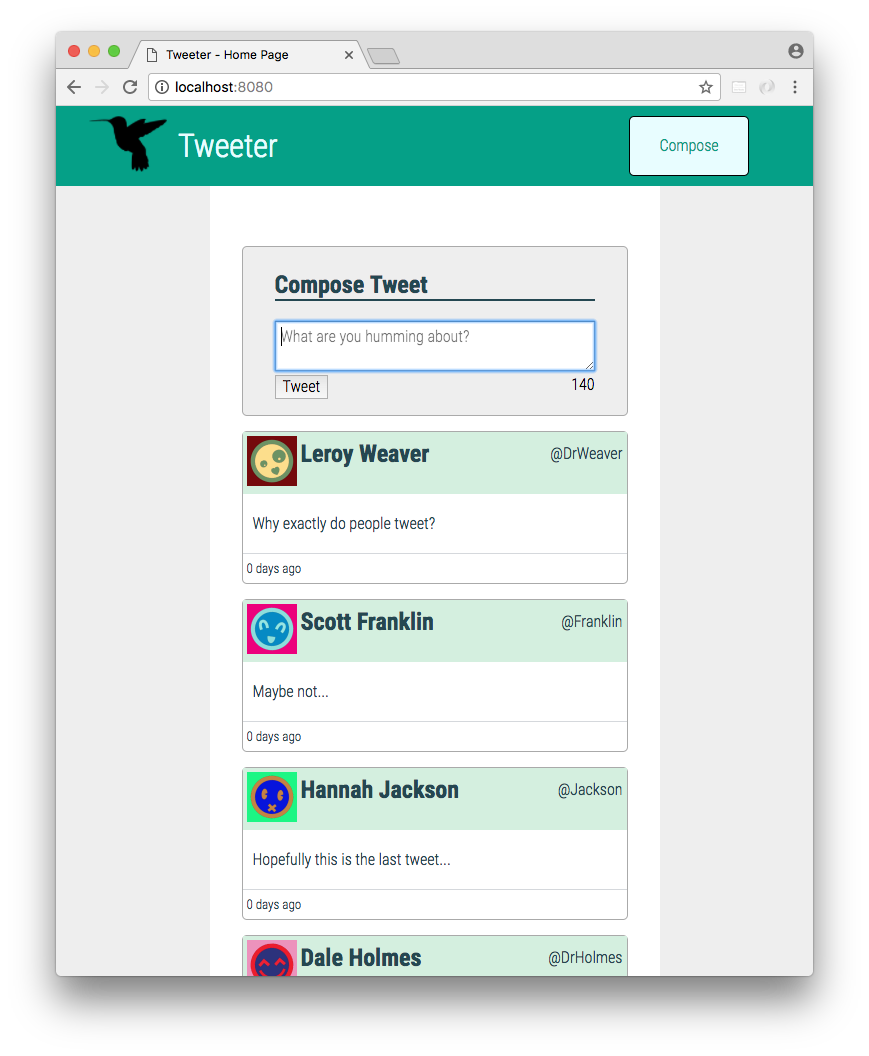 Tweeter - Home Page
localhost:8080
Tweeter
Compose
Compose Tweet
What are you humming about?
Tweet 140
Leroy Weaver @DrWeaver
Why exactly do people tweet?
0 days ago
Scott Franklin @Franklin
Maybe not...
0 days ago
Hannah Jackson @Jackson
Hopefully this is the last tweet...
0 days ago
Dale Holmes @DrHolmes